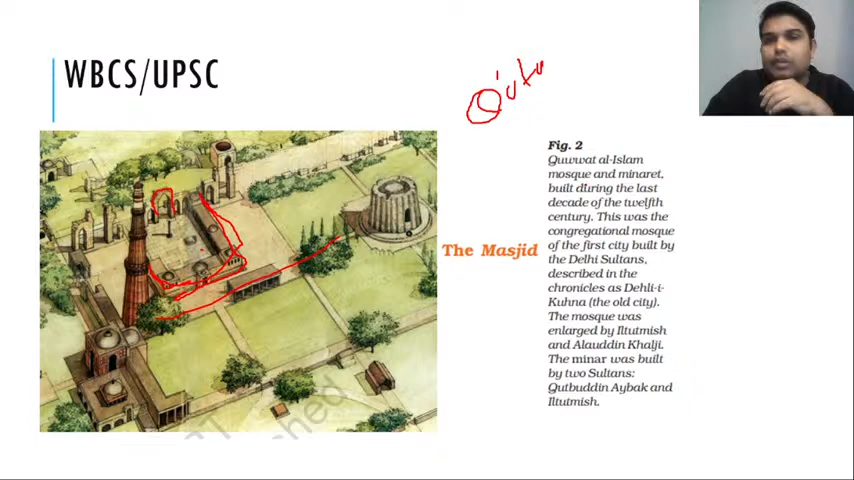 WBCS/UPSC
Qutu
Fig. 2
Quwwat al-Islam
mosque and minaret,
built during the last
decade of the twelfth
century. This was the
congregational mosque
of the first city built by
the Delhi Sultans,
described in the
chronicles as Dehli-i-
Kuhna (the old city).
The mosque was
enlarged by Iltutmish
and Alauddin Khalji.
The minar was built
by two Sultans:
Qutbuddin Aybak and
Iltutmish.
The Masjid